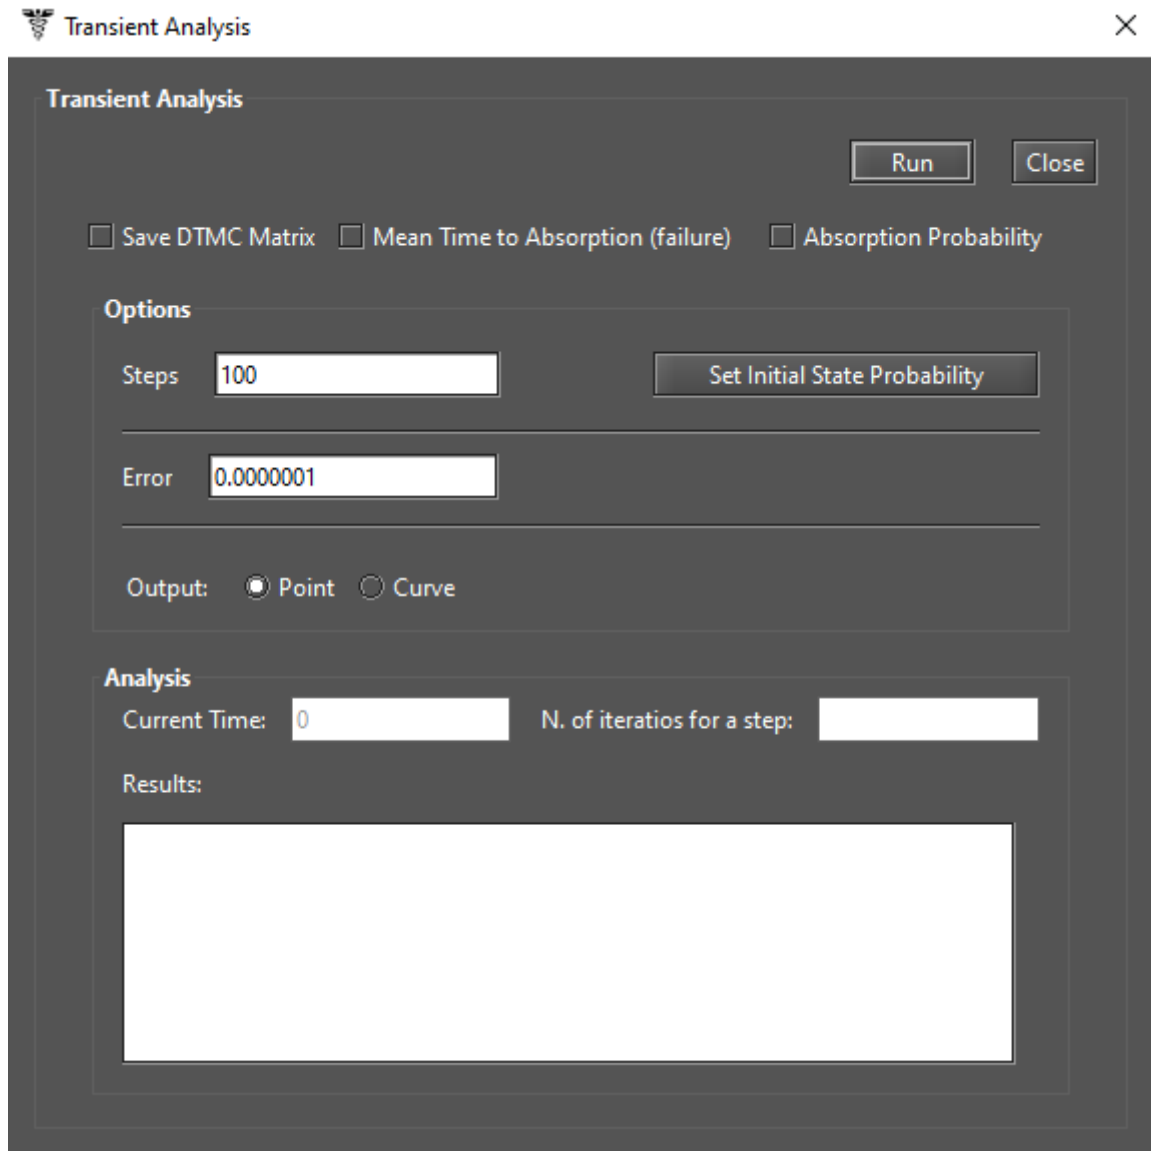 Transient Analysis
Transient Analysis
Run Close
Save DTMC Matrix Mean Time to Absorption (failure) Absorption Probability
Options
Steps 100 Set Initial State Probability
Error 0.0000001
Output: Point Curve
Analysis
Current Time: 0 N. of iteratios for a step:
Results: